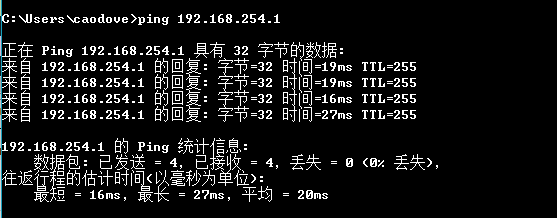 C:\Users\caodove>ping 192.168.254.1
正在 Ping 192.168.254.1 具有 32 字节的数据:
来自 192.168.254.1 的回复: 字节=32 时间=19ms TTL=255
来自 192.168.254.1 的回复: 字节=32 时间=19ms TTL=255
来自 192.168.254.1 的回复: 字节=32 时间=16ms TTL=255
来自 192.168.254.1 的回复: 字节=32 时间=27ms TTL=255
192.168.254.1 的 Ping 统计信息:
数据包: 已发送 = 4, 已接收 = 4, 丢失 = 0 (0% 丢失),
往返行程的估计时间(以毫秒为单位):
最短 = 16ms, 最长 = 27ms, 平均 = 20ms